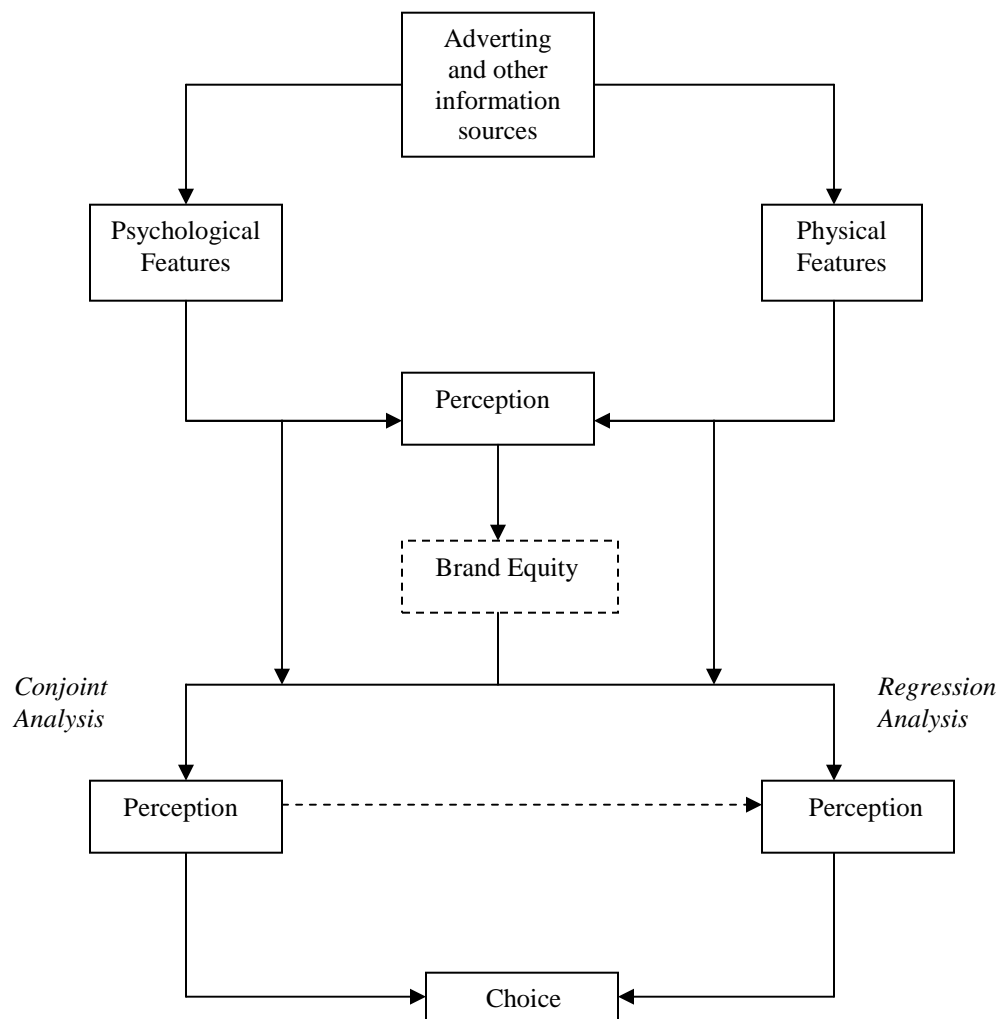 Adverting
and other
information
sources
Psychological
Features
Physical
Features
Perception
Brand Equity
Conjoint
Analysis
Regression
Analysis
Perception
Perception
Choice